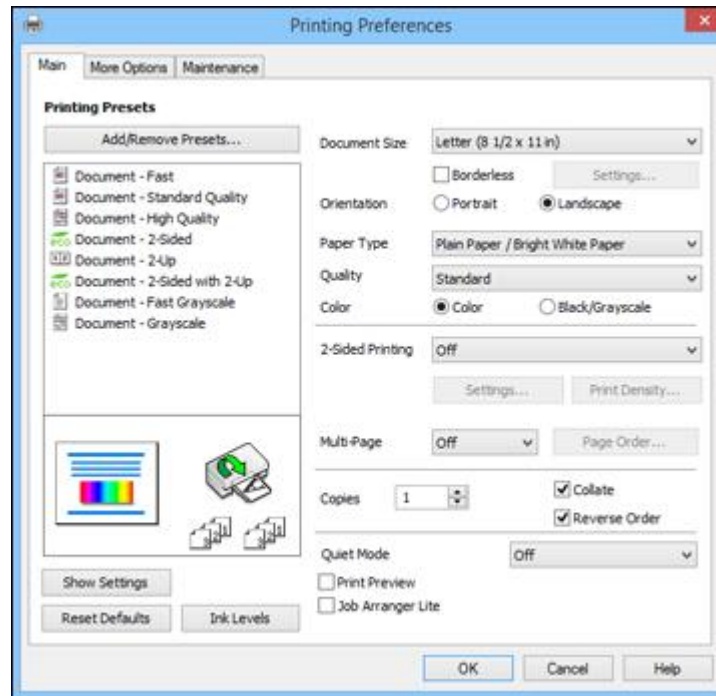 Printing Preferences
Main More Options Maintenance
Printing Presets
Add/Remove Presets...
Document - Fast
Document - Standard Quality
Document - High Quality
eco Document - 2-Sided
Document - 2-Up
eco Document - 2-Sided with 2-Up
Document - Fast Grayscale
Document - Grayscale
Show Settings
Reset Defaults Ink Levels
Document Size Letter (8 1/2 x 11 in)
Borderless Settings...
Orientation Portrait Landscape
Paper Type Plain Paper / Bright White Paper
Quality Standard
Color Color Black/Grayscale
2-Sided Printing Off
Settings... Print Density...
Multi-Page Off Page Order...
Copies 1 Collate
Reverse Order
Quiet Mode Off
Print Preview
Job Arranger Lite
OK Cancel Help